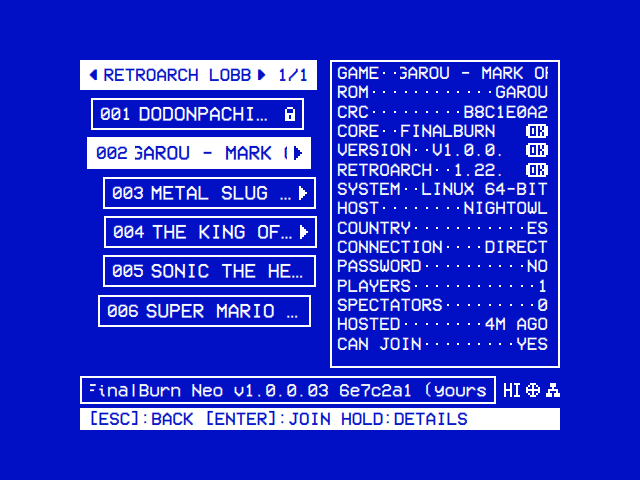 RETROARCH LOBB 1/1
001 DODONPACHI...
002 GAROU - MARK
003 METAL SLUG ...
004 THE KING OF...
005 SONIC THE HE...
006 SUPER MARIO ...
GAME··GAROU - MARK OF
ROM············GAROU
CRC·········B8C1E0A2
CORE··FINALBURN OK
VERSION··V1.0.0. OK
RETROARCH··1.22. OK
SYSTEM··LINUX 64-BIT
HOST········NIGHTOWL
COUNTRY···········ES
CONNECTION····DIRECT
PASSWORD··········NO
PLAYERS············1
SPECTATORS·········0
HOSTED········4M AGO
CAN JOIN·········YES
FinalBurn Neo v1.0.0.03 6e7c2a1 (yours
HI
[ESC]:BACK [ENTER]:JOIN HOLD:DETAILS